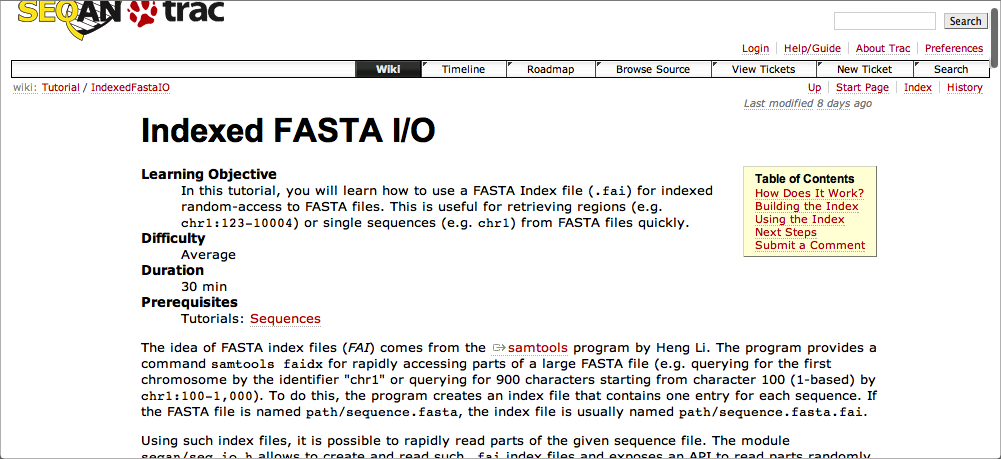 SEQAN trac
Search
Login Help/Guide About Trac Preferences
Wiki Timeline Roadmap Browse Source View Tickets New Ticket Search
wiki: Tutorial / IndexedFastaIO
Up Start Page Index History
Last modified 8 days ago
Indexed FASTA I/O
Learning Objective
In this tutorial, you will learn how to use a FASTA Index file (.fai) for indexed
random-access to FASTA files. This is useful for retrieving regions (e.g.
chr1:123-10004) or single sequences (e.g. chr1) from FASTA files quickly.
Difficulty
Average
Duration
30 min
Prerequisites
Tutorials: Sequences
Table of Contents
How Does It Work?
Building the Index
Using the Index
Next Steps
Submit a Comment
The idea of FASTA index files (FAI) comes from the samtools program by Heng Li. The program provides a
command samtools faidx for rapidly accessing parts of a large FASTA file (e.g. querying for the first
chromosome by the identifier "chr1" or querying for 900 characters starting from character 100 (1-based) by
chr1:100-1,000). To do this, the program creates an index file that contains one entry for each sequence. If
the FASTA file is named path/sequence.fasta, the index file is usually named path/sequence.fasta.fai.
Using such index files, it is possible to rapidly read parts of the given sequence file. The module
seqan/seq_io.h allows to create and read such .fai index files and exposes an API to read parts randomly